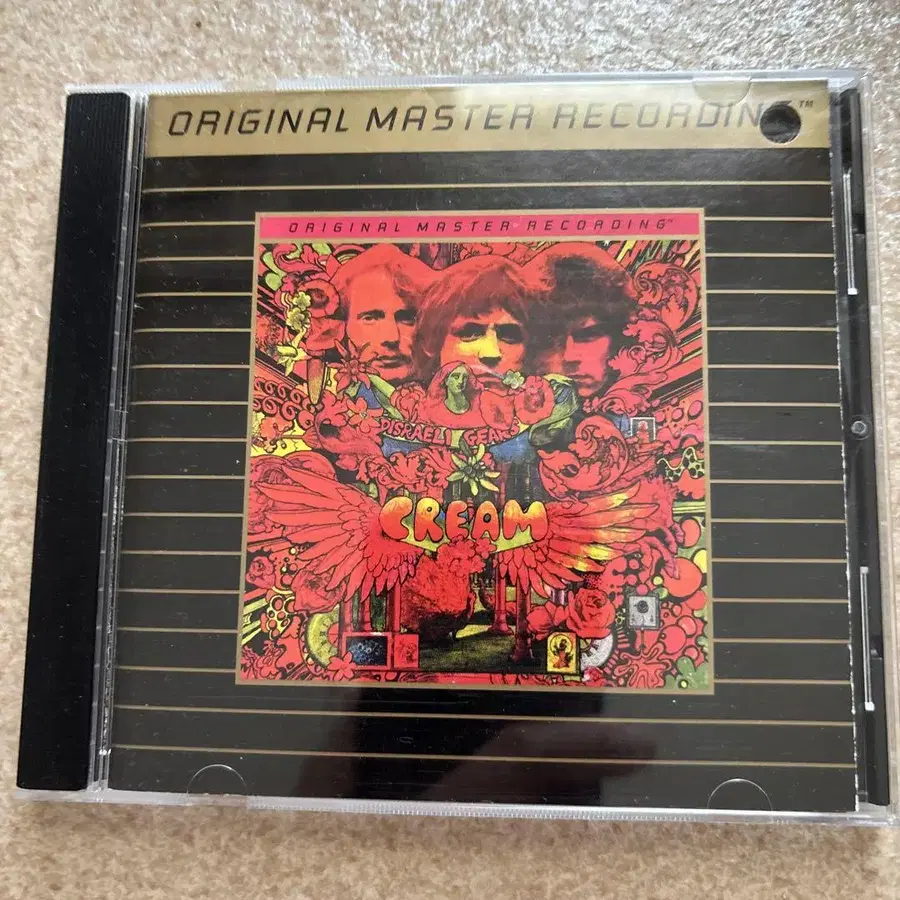 ORIGINAL MASTER RECORDING™
ORIGINAL MASTER RECORDING™
DISRAELI GEARS
CREAM